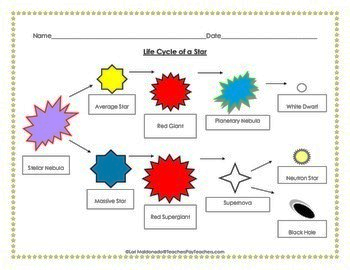 Name Date
Life Cycle of a Star
Average Star
Red Giant
Planetary Nebula
White Dwarf
Stellar Nebula
Massive Star
Red Supergiant
Supernova
Neutron Star
Black Hole
©Lori Maldonado@TeachersPayTeachers.com